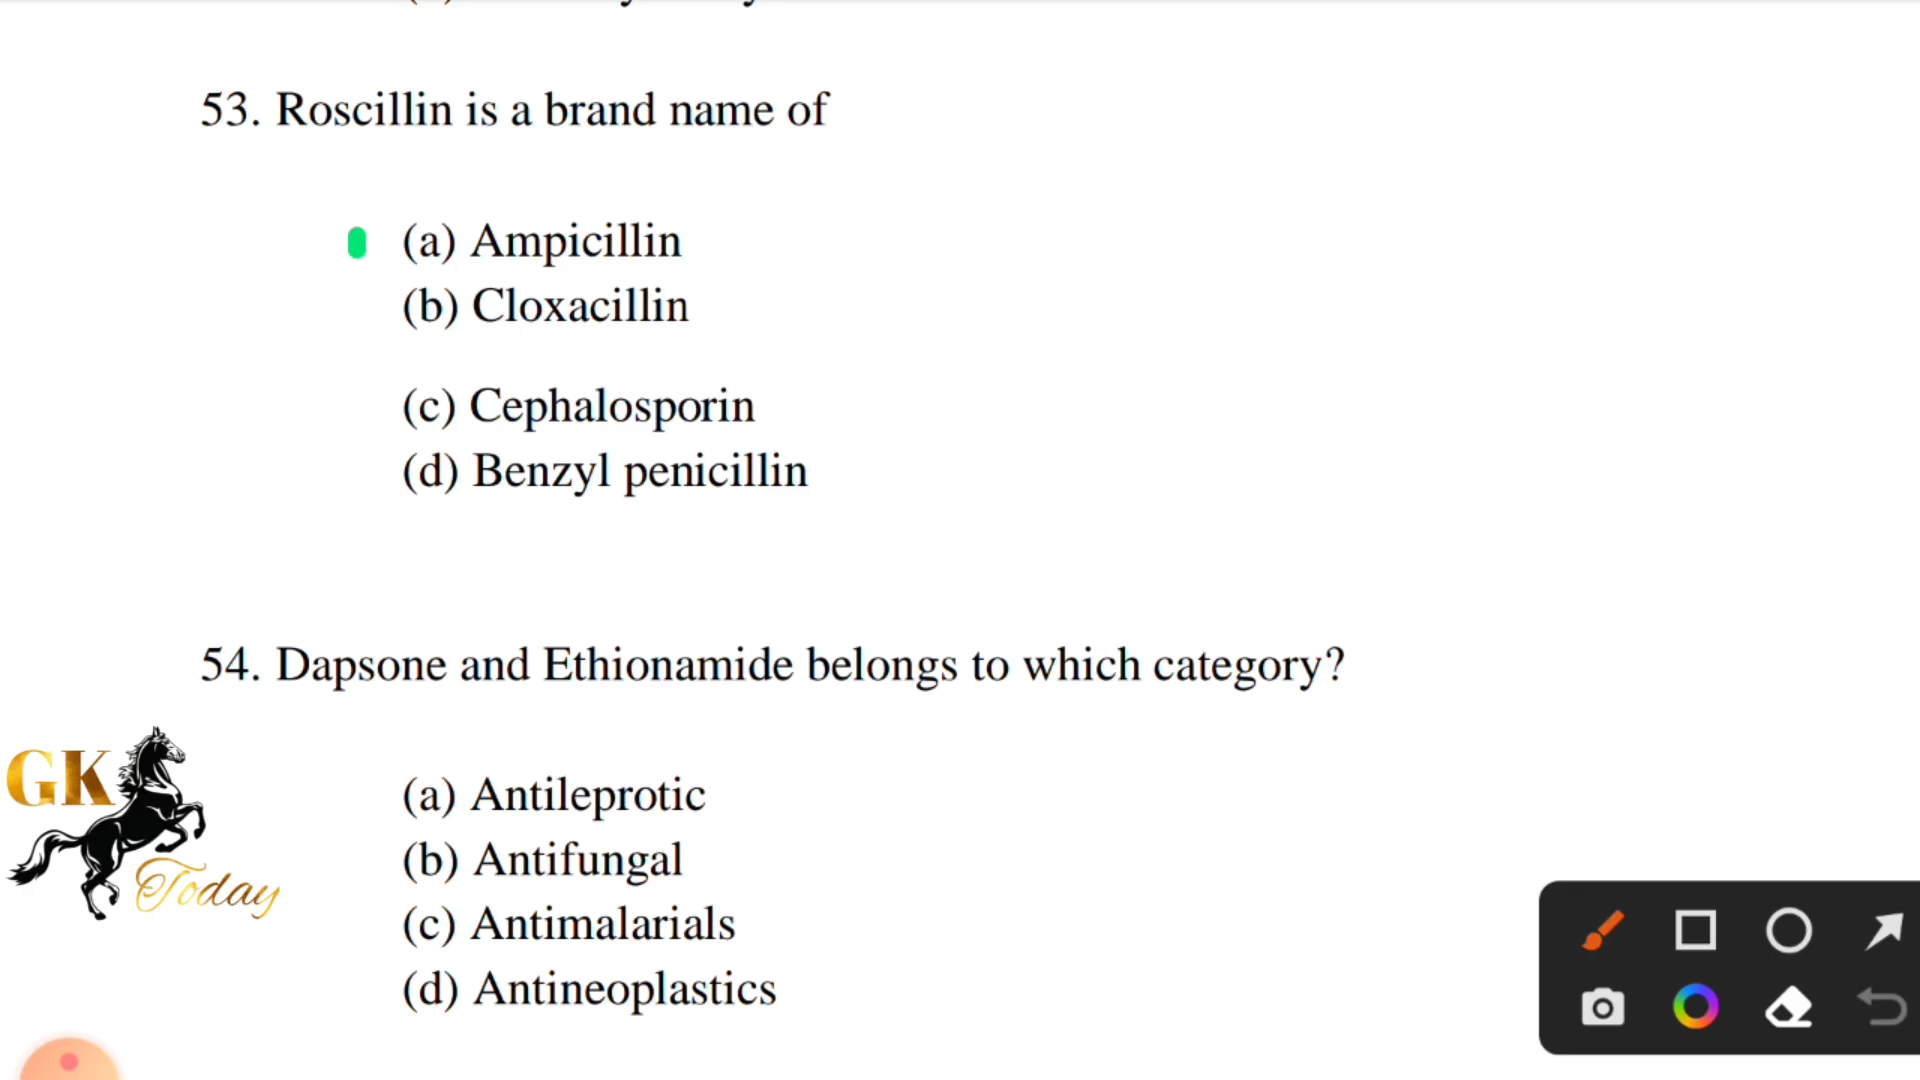 53. Roscillin is a brand name of
(a) Ampicillin
(b) Cloxacillin
(c) Cephalosporin
(d) Benzyl penicillin
54. Dapsone and Ethionamide belongs to which category?
GK
Today
(a) Antileprotic
(b) Antifungal
(c) Antimalarials
(d) Antineoplastics